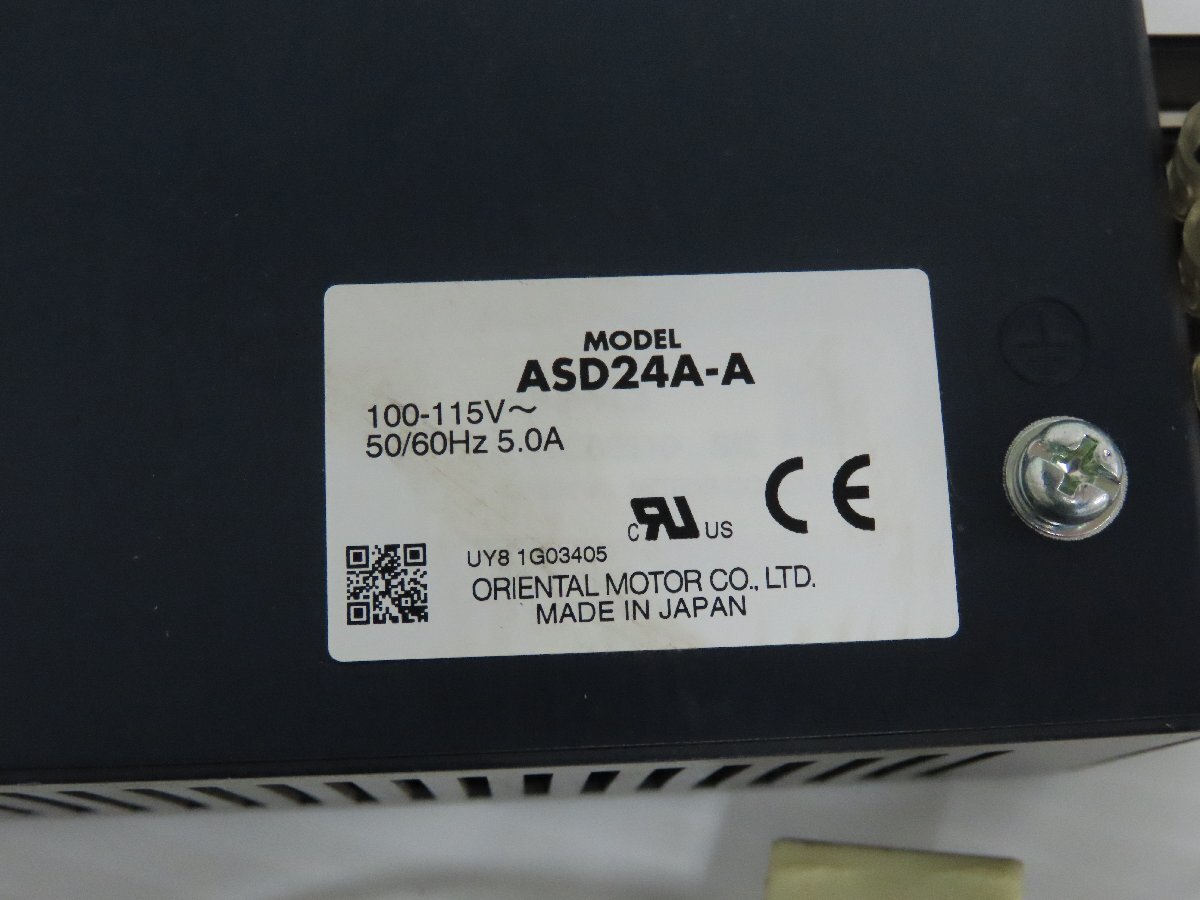 MODEL
ASD24A-A
100-115V～
50/60Hz 5.0A
c RU US CE
UY8 1G03405
ORIENTAL MOTOR CO., LTD.
MADE IN JAPAN